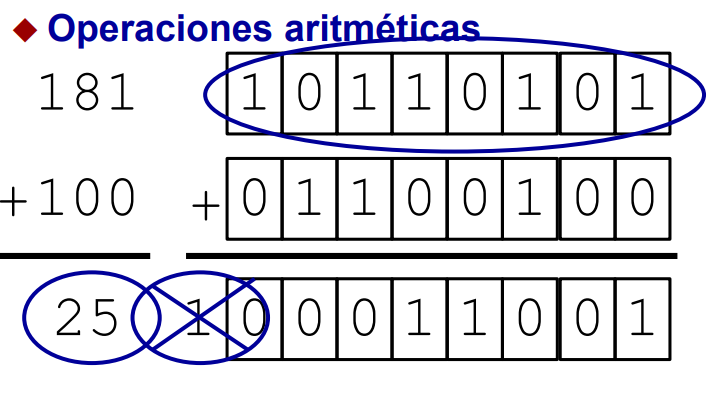 ◆ Operaciones aritméticas
181 1 0 1 1 0 1 0 1
+100 + 0 1 1 0 0 1 0 0
25 1 0 0 0 1 1 0 0 1